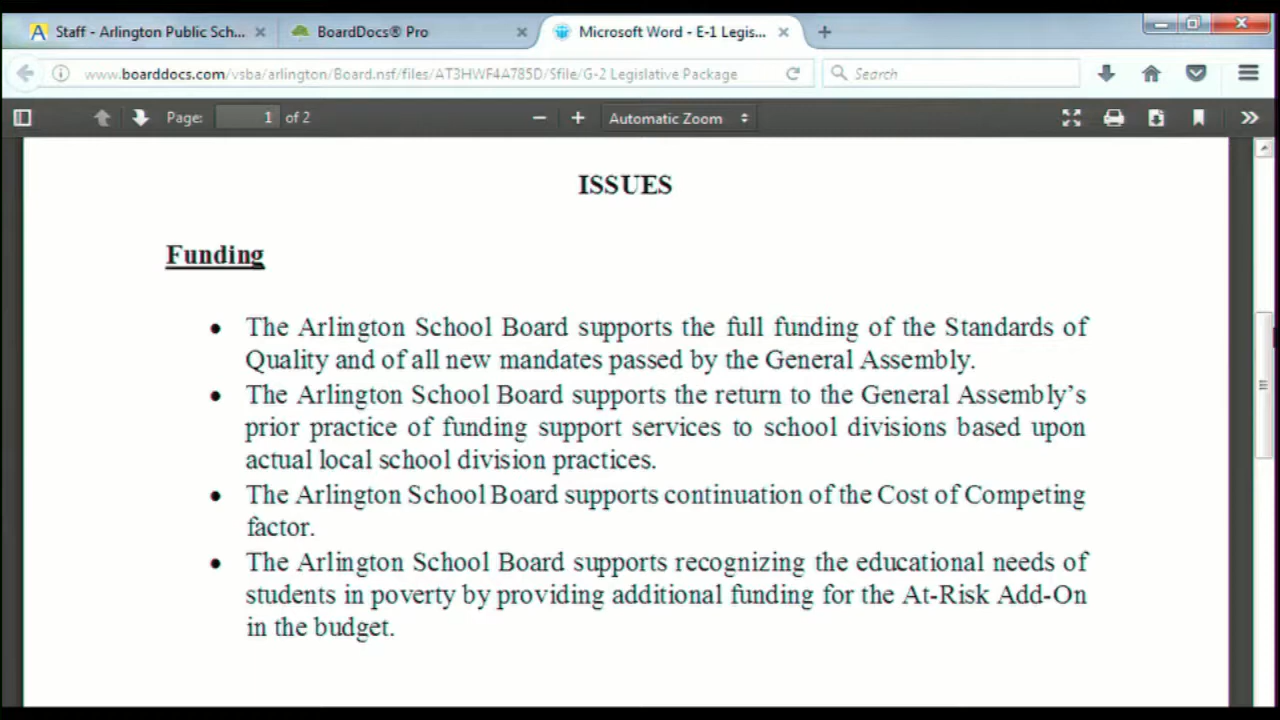 Staff - Arlington Public Sch...
BoardDocs® Pro
Microsoft Word - E-1 Legis...
www.boarddocs.com/vsba/arlington/Board.nsf/files/AT3HWF4A785D/$file/G-2 Legislative Package
Search
Page: 1 of 2
Automatic Zoom
ISSUES
Funding
• The Arlington School Board supports the full funding of the Standards of
Quality and of all new mandates passed by the General Assembly.
• The Arlington School Board supports the return to the General Assembly’s
prior practice of funding support services to school divisions based upon
actual local school division practices.
• The Arlington School Board supports continuation of the Cost of Competing
factor.
• The Arlington School Board supports recognizing the educational needs of
students in poverty by providing additional funding for the At-Risk Add-On
in the budget.